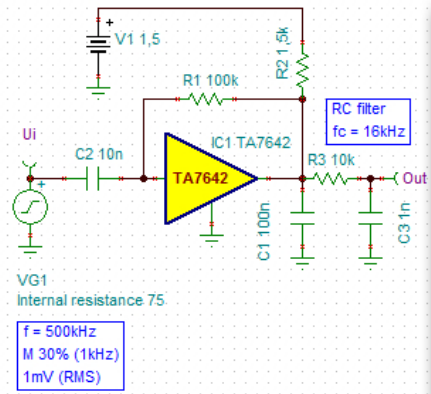 +
V1 1,5
R2 1,5k
R1 100k
RC filter
fc = 16kHz
Ui
IC1 TA7642
C2 10n
TA7642
R3 10k
Out
+
C1 100n
C3 1n
VG1
Internal resistance 75
f = 500kHz
M 30% (1kHz)
1mV (RMS)